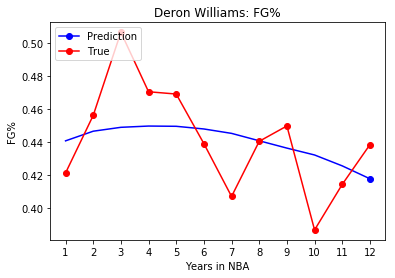 Deron Williams: FG%
Prediction
True
FG%
0.50
0.48
0.46
0.44
0.42
0.40
1 2 3 4 5 6 7 8 9 10 11 12
Years in NBA